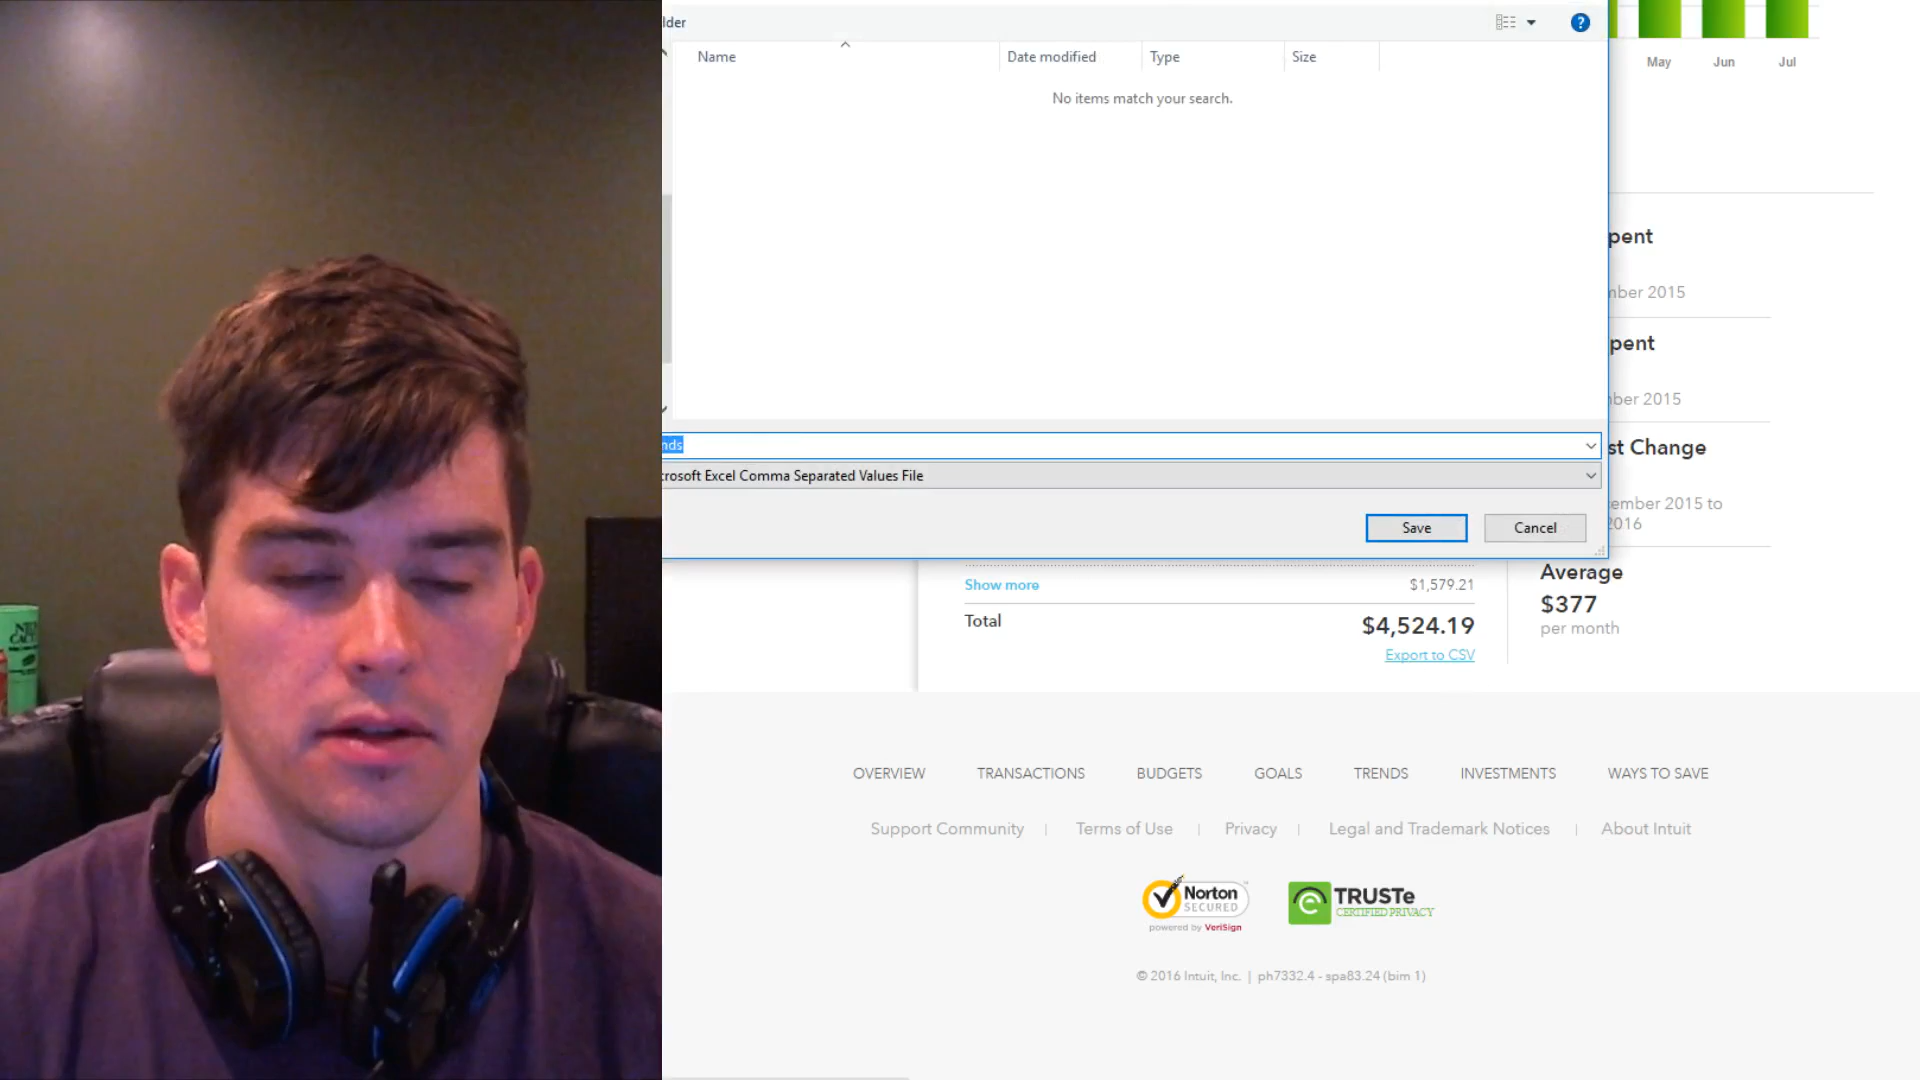 lder
?
Name
Date modified
Type
Size
No items match your search.
nds
crosoft Excel Comma Separated Values File
Save
Cancel
May
Jun
Jul
pent
mber 2015
pent
ber 2015
st Change
ember 2015 to
2016
Show more
$1,579.21
Total
$4,524.19
Export to CSV
Average
$377
per month
OVERVIEW
TRANSACTIONS
BUDGETS
GOALS
TRENDS
INVESTMENTS
WAYS TO SAVE
Support Community | Terms of Use | Privacy | Legal and Trademark Notices | About Intuit
Norton
SECURED
powered by VeriSign
TRUSTe
CERTIFIED PRIVACY
© 2016 Intuit, Inc. | ph7332.4 - spa83.24 (bim 1)